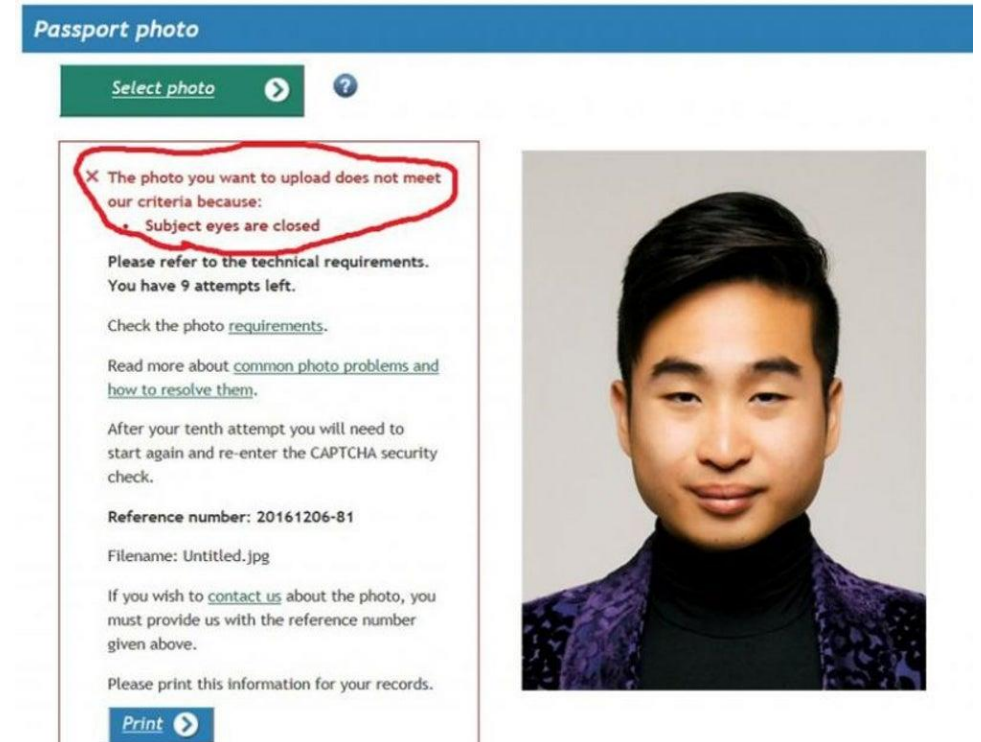 Passport photo
Select photo
?
× The photo you want to upload does not meet
our criteria because:
• Subject eyes are closed
Please refer to the technical requirements.
You have 9 attempts left.
Check the photo requirements.
Read more about common photo problems and
how to resolve them.
After your tenth attempt you will need to
start again and re-enter the CAPTCHA security
check.
Reference number: 20161206-81
Filename: Untitled.jpg
If you wish to contact us about the photo, you
must provide us with the reference number
given above.
Please print this information for your records.
Print